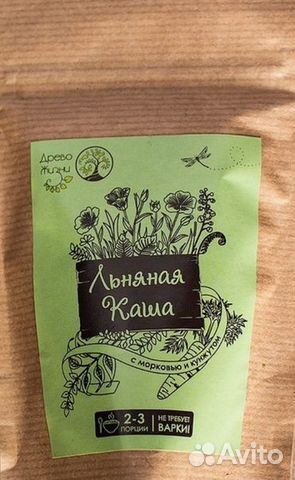 Древо
Жизни
Льняная
Каша
с морковью и кунжутом
2-3
ПОРЦИИ
НЕ ТРЕБУЕТ
ВАРКИ!
Avito